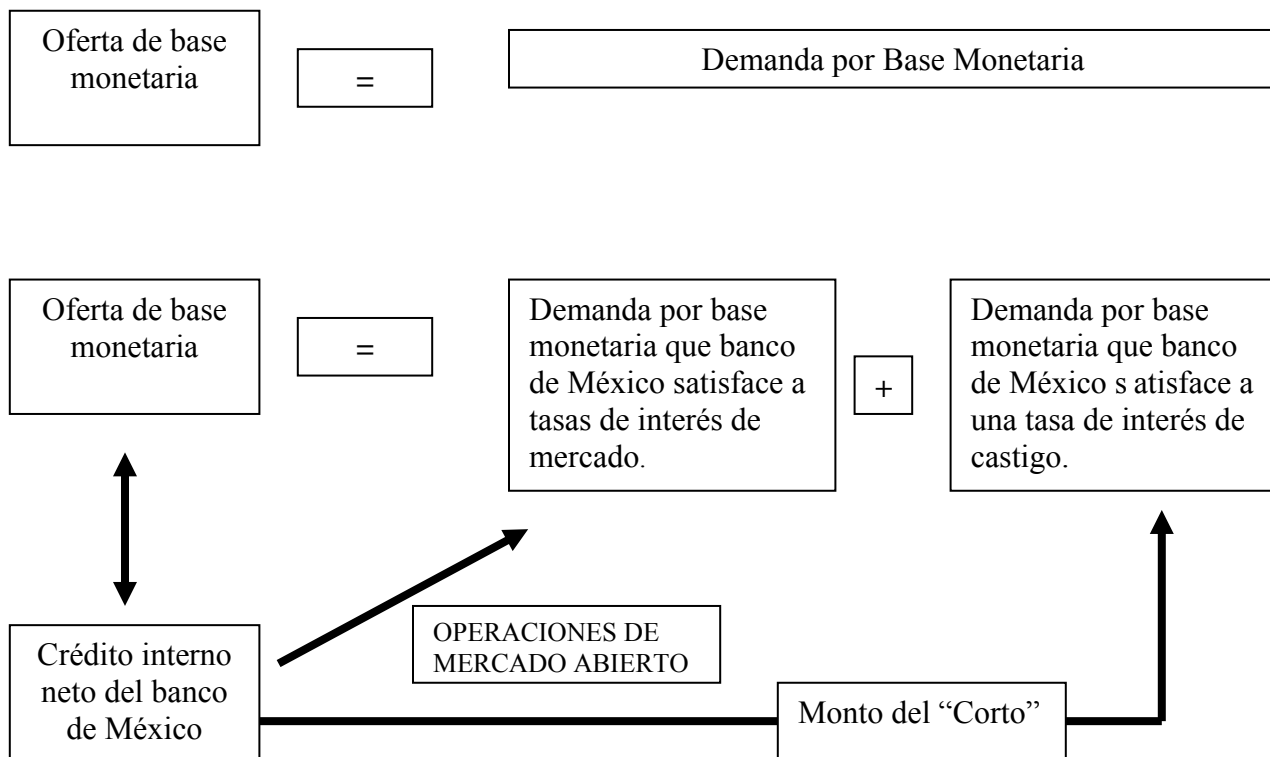 Oferta de base
monetaria
=
Demanda por Base Monetaria
Oferta de base
monetaria
=
Demanda por base
monetaria que banco
de México satisface a
tasas de interés de
mercado.
+
Demanda por base
monetaria que banco
de México s atisface a
una tasa de interés de
castigo.
OPERACIONES DE
MERCADO ABIERTO
Crédito interno
neto del banco
de México
Monto del “Corto”